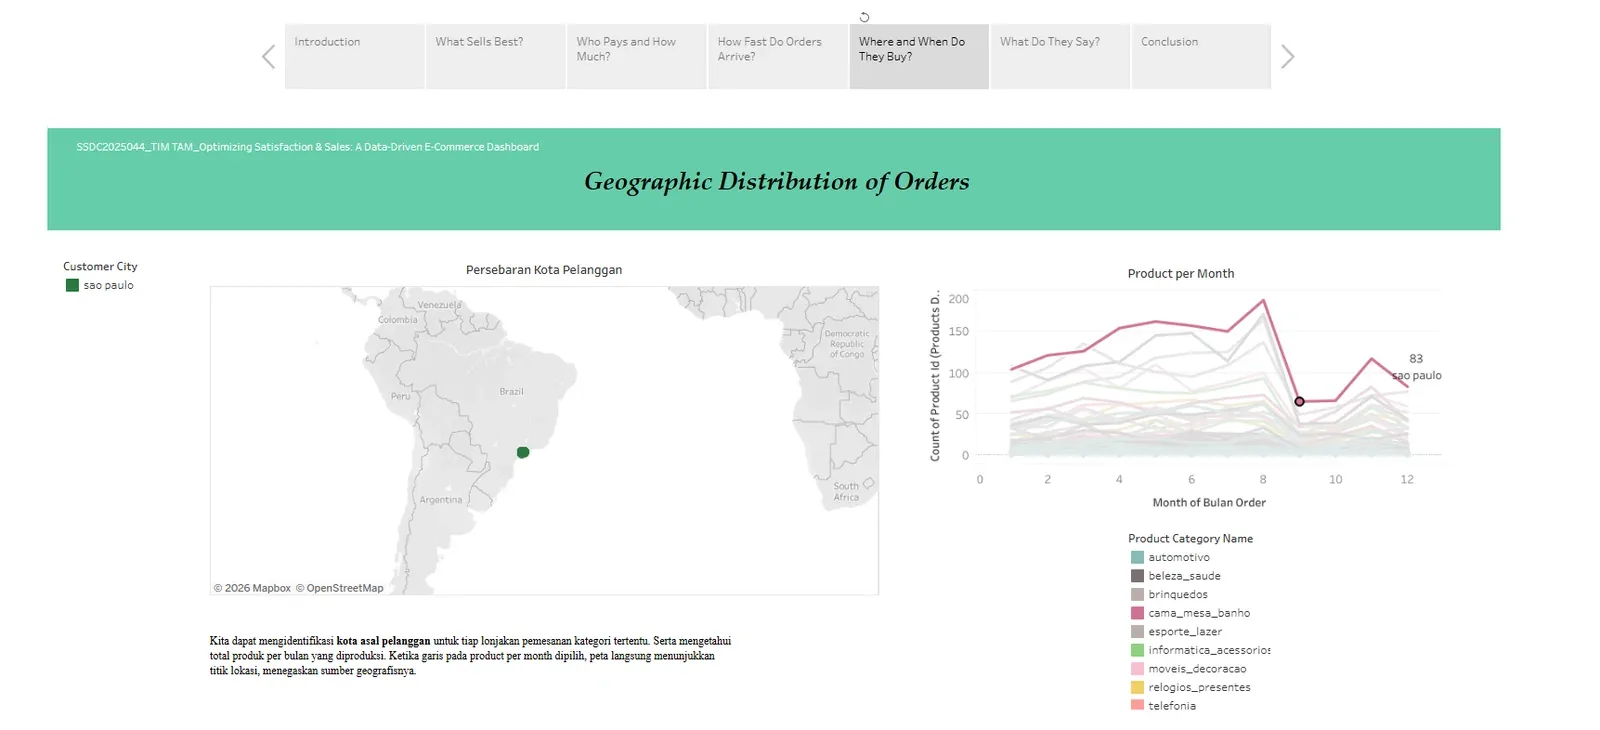 Introduction
What Sells Best?
Who Pays and How
Much?
How Fast Do Orders
Arrive?
Where and When Do
They Buy?
What Do They Say?
Conclusion
SSDC2025044_TIM TAM_Optimizing Satisfaction & Sales: A Data-Driven E-Commerce Dashboard
Geographic Distribution of Orders
Customer City
sao paulo
Persebaran Kota Pelanggan
Venezuela
Colombia
Brazil
Peru
Argentina
Democratic
Republic
of Congo
South
Africa
© 2026 Mapbox © OpenStreetMap
Kita dapat mengidentifikasi kota asal pelanggan untuk tiap lonjakan pemesanan kategori tertentu. Serta mengetahui
total produk per bulan yang diproduksi. Ketika garis pada product per month dipilih, peta langsung menunjukkan
titik lokasi, menegaskan sumber geografisnya.
Product per Month
Count of Product Id (Products D..
200
150
100
50
0
83
sao paulo
0 2 4 6 8 10 12
Month of Bulan Order
Product Category Name
automotivo
beleza_saude
brinquedos
cama_mesa_banho
esporte_lazer
informatica_acessorios
moveis_decoracao
relogios_presentes
telefonia